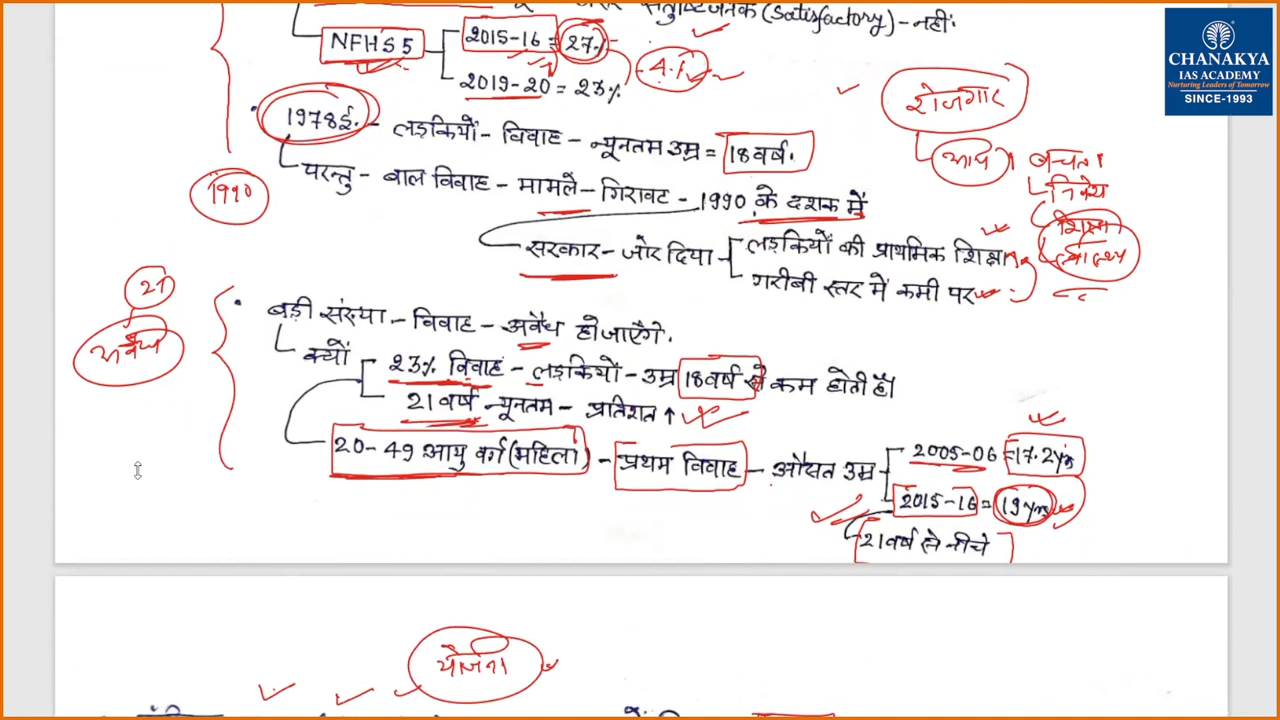 संतुष्टिजनक (Satisfactory) - नहीं
NFHS 5
2015-16 = 27%
4.1
2019-20 = 23%
CHANAKYA
IAS ACADEMY
Nurturing Leaders of Tomorrow
SINCE-1993
रोजगार
1978ई. - लड़कियों - विवाह - न्यूनतम उम्र = 18 वर्ष.
आय
बचत
परन्तु - बाल विवाह - मामले - गिरावट - 1990 के दशक में
1990
निवेश
शिक्षा
स्वास्थ्य
सरकार - जोर दिया
लड़कियों की प्राथमिक शिक्षा
गरीबी स्तर में कमी पर
21
अवैध
बड़ी संख्या - विवाह - अवैध हो जाएँगे.
क्यों
23% विवाह - लड़कियों - उम्र 18 वर्ष से कम होती है।
21 वर्ष न्यूनतम - प्रतिशत ↑
20-49 आयु वर्ग (महिला) - प्रथम विवाह - औसत उम्र
2005-06 = 17.2 yrs
2015-16 = 19 yrs
21 वर्ष से नीचे
योजना